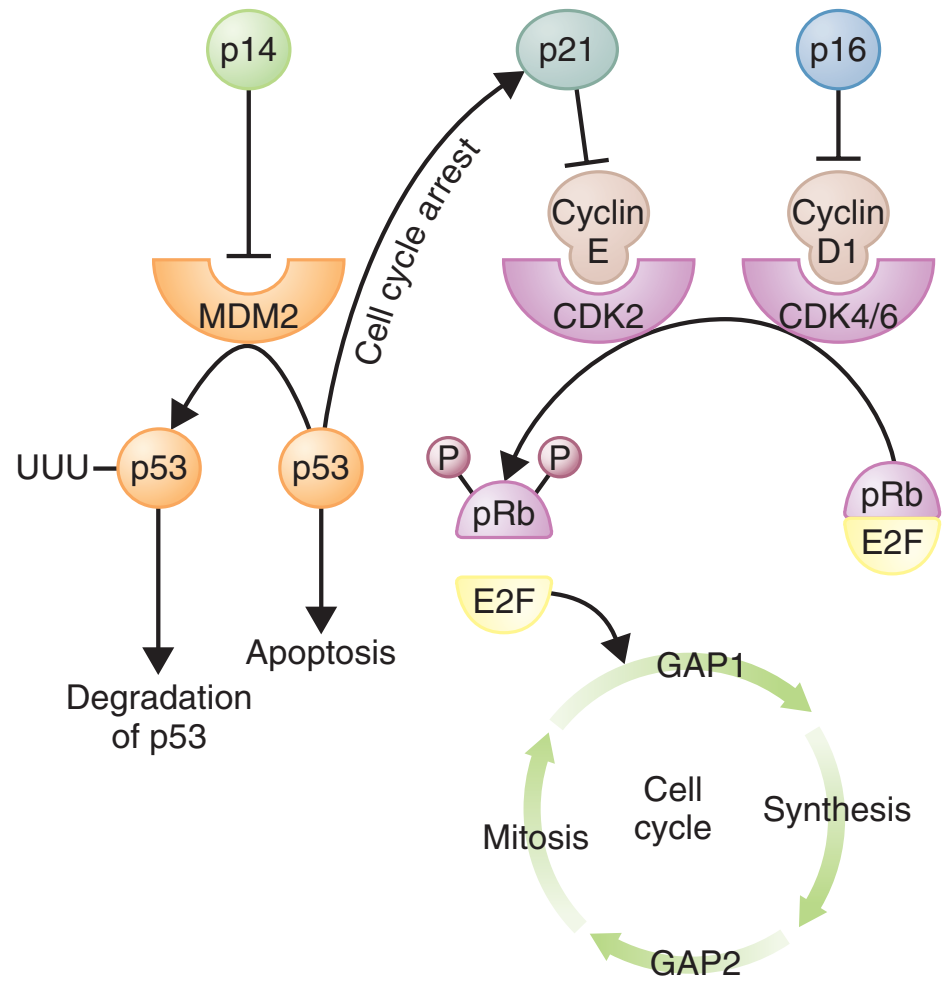 p14
p21
p16
Cell cycle arrest
Cyclin
E
Cyclin
D1
MDM2
CDK2
CDK4/6
UUU
p53
p53
P
P
pRb
pRb
E2F
E2F
Apoptosis
Degradation
of p53
GAP1
Cell
cycle
Synthesis
Mitosis
GAP2